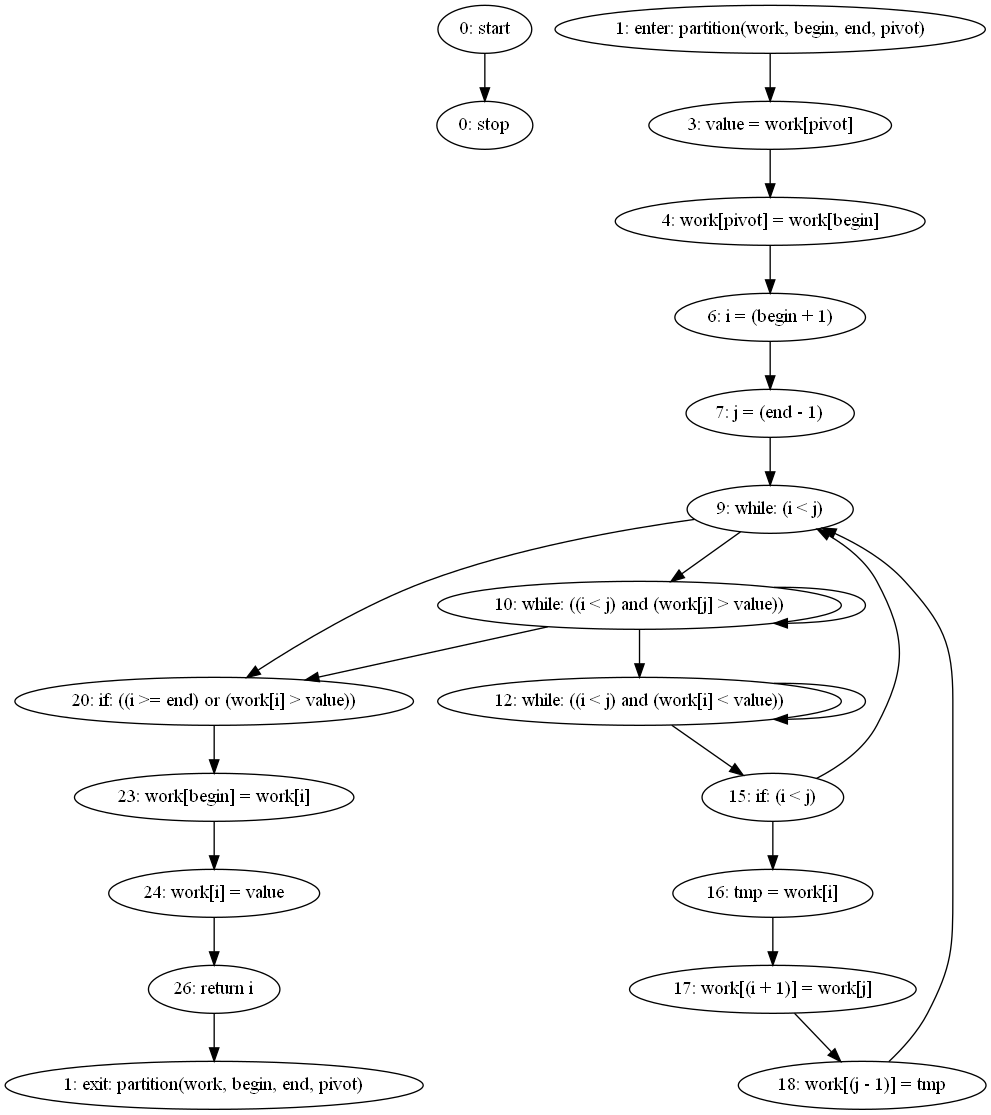 0: start
1: enter: partition(work, begin, end, pivot)
0: stop
3: value = work[pivot]
4: work[pivot] = work[begin]
6: i = (begin + 1)
7: j = (end - 1)
9: while: (i < j)
10: while: ((i < j) and (work[j] > value))
20: if: ((i >= end) or (work[i] > value))
12: while: ((i < j) and (work[i] < value))
23: work[begin] = work[i]
15: if: (i < j)
24: work[i] = value
16: tmp = work[i]
26: return i
17: work[(i + 1)] = work[j]
1: exit: partition(work, begin, end, pivot)
18: work[(j - 1)] = tmp